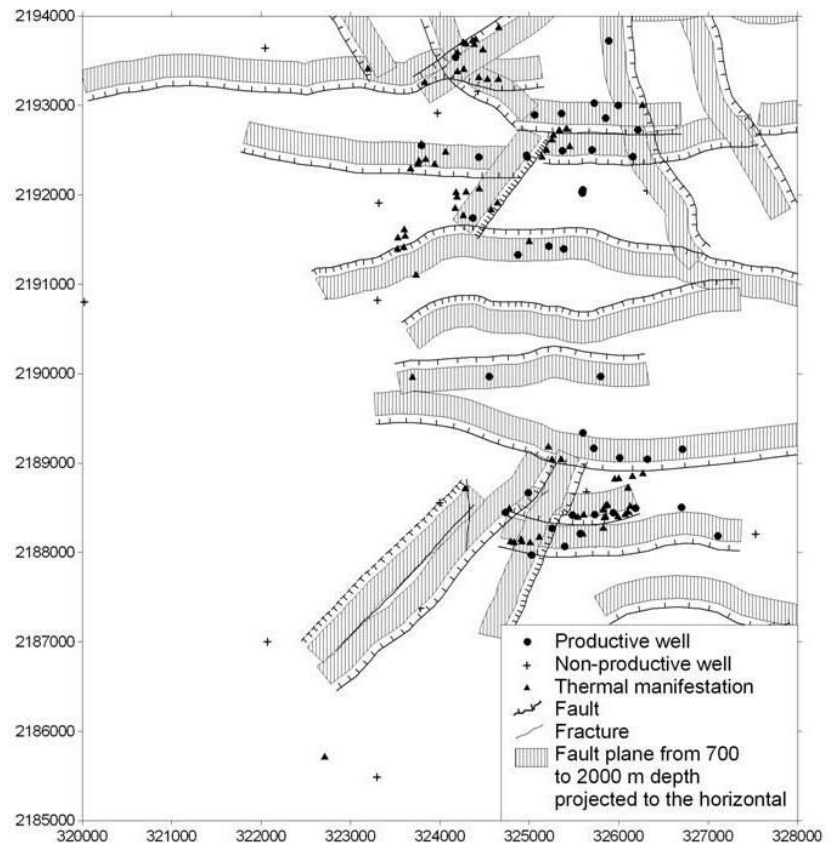 2194000
2193000
2192000
2191000
2190000
2189000
2188000
2187000
2186000
2185000
Productive well
Non-productive well
Thermal manifestation
Fault
Fracture
Fault plane from 700
to 2000 m depth
projected to the horizontal
320000 321000 322000 323000 324000 325000 326000 327000 328000